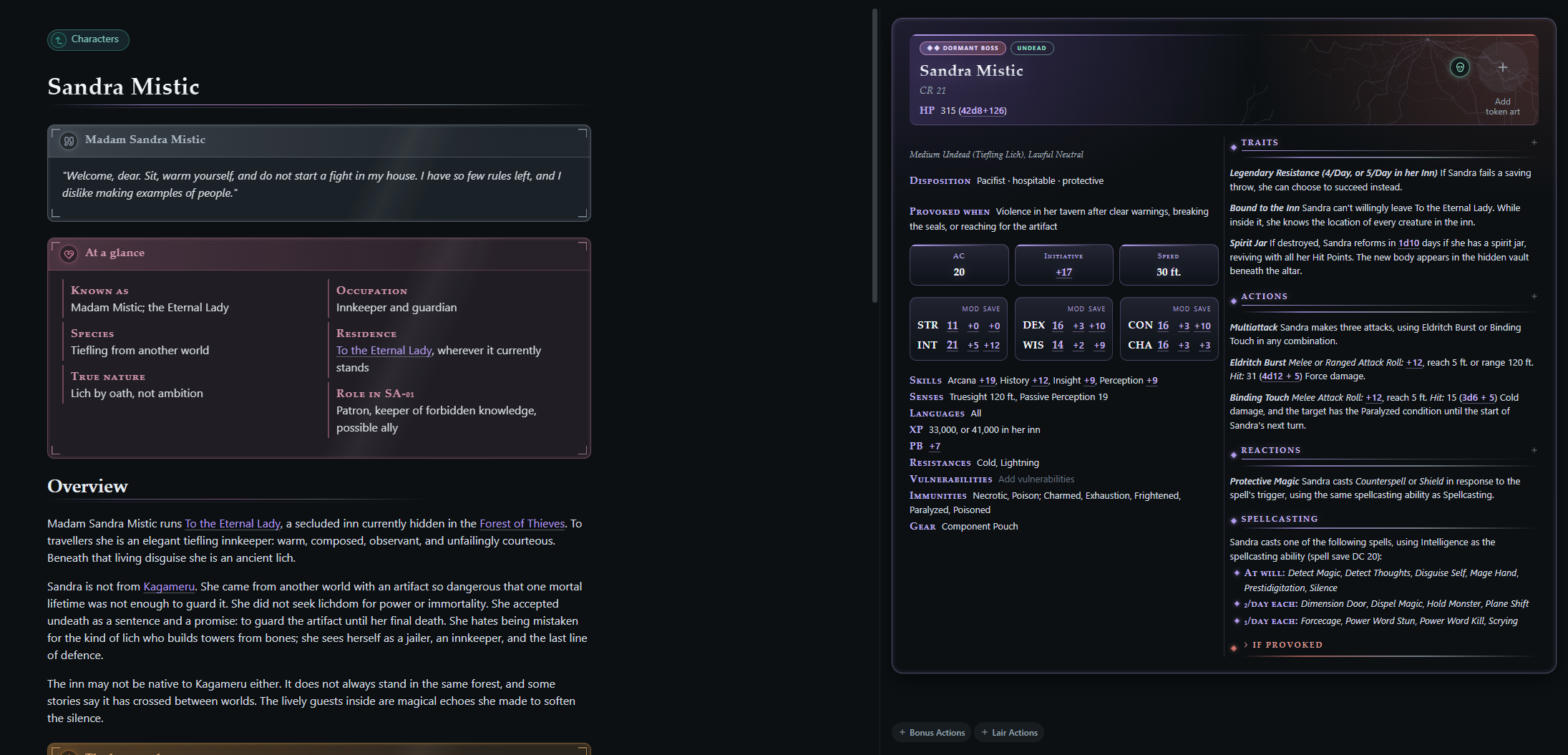 Characters
Sandra Mistic
Madam Sandra Mistic
"Welcome, dear. Sit, warm yourself, and do not start a fight in my house. I have so few rules left, and I
dislike making examples of people."
At a glance
Known as
Madam Mistic; the Eternal Lady
Species
Tiefling from another world
True nature
Lich by oath, not ambition
Occupation
Innkeeper and guardian
Residence
To the Eternal Lady, wherever it currently
stands
Role in SA-01
Patron, keeper of forbidden knowledge,
possible ally
Overview
Madam Sandra Mistic runs To the Eternal Lady, a secluded inn currently hidden in the Forest of Thieves. To
travellers she is an elegant tiefling innkeeper: warm, composed, observant, and unfailingly courteous.
Beneath that living disguise she is an ancient lich.
Sandra is not from Kagameru. She came from another world with an artifact so dangerous that one mortal
lifetime was not enough to guard it. She did not seek lichdom for power or immortality. She accepted
undeath as a sentence and a promise: to guard the artifact until her final death. She hates being mistaken
for the kind of lich who builds towers from bones; she sees herself as a jailer, an innkeeper, and the last line
of defence.
The inn may not be native to Kagameru either. It does not always stand in the same forest, and some
stories say it has crossed between worlds. The lively guests inside are magical echoes she made to soften
the silence.
DORMANT BOSS
UNDEAD
Sandra Mistic
CR 21
HP 315 (42d8+126)
Add
token art
Medium Undead (Tiefling Lich), Lawful Neutral
Disposition Pacifist · hospitable · protective
Provoked when Violence in her tavern after clear warnings, breaking
the seals, or reaching for the artifact
AC
20
Initiative
+17
Speed
30 ft.
MOD SAVE
STR 11 +0 +0
INT 21 +5 +12
MOD SAVE
DEX 16 +3 +10
WIS 14 +2 +9
MOD SAVE
CON 16 +3 +10
CHA 16 +3 +3
Skills Arcana +19, History +12, Insight +9, Perception +9
Senses Truesight 120 ft., Passive Perception 19
Languages All
XP 33,000, or 41,000 in her inn
PB +7
Resistances Cold, Lightning
Vulnerabilities Add vulnerabilities
Immunities Necrotic, Poison; Charmed, Exhaustion, Frightened,
Paralyzed, Poisoned
Gear Component Pouch
Traits
Legendary Resistance (4/Day, or 5/Day in her Inn) If Sandra fails a saving
throw, she can choose to succeed instead.
Bound to the Inn Sandra can't willingly leave To the Eternal Lady. While
inside it, she knows the location of every creature in the inn.
Spirit Jar If destroyed, Sandra reforms in 1d10 days if she has a spirit jar,
reviving with all her Hit Points. The new body appears in the hidden vault
beneath the altar.
Actions
Multiattack Sandra makes three attacks, using Eldritch Burst or Binding
Touch in any combination.
Eldritch Burst Melee or Ranged Attack Roll: +12, reach 5 ft. or range 120 ft.
Hit: 31 (4d12 + 5) Force damage.
Binding Touch Melee Attack Roll: +12, reach 5 ft. Hit: 15 (3d6 + 5) Cold
damage, and the target has the Paralyzed condition until the start of
Sandra's next turn.
Reactions
Protective Magic Sandra casts Counterspell or Shield in response to the
spell's trigger, using the same spellcasting ability as Spellcasting.
Spellcasting
Sandra casts one of the following spells, using Intelligence as the
spellcasting ability (spell save DC 20):
At will: Detect Magic, Detect Thoughts, Disguise Self, Mage Hand,
Prestidigitation, Silence
2/day each: Dimension Door, Dispel Magic, Hold Monster, Plane Shift
1/day each: Forcecage, Power Word Stun, Power Word Kill, Scrying
If provoked
+ Bonus Actions
+ Lair Actions